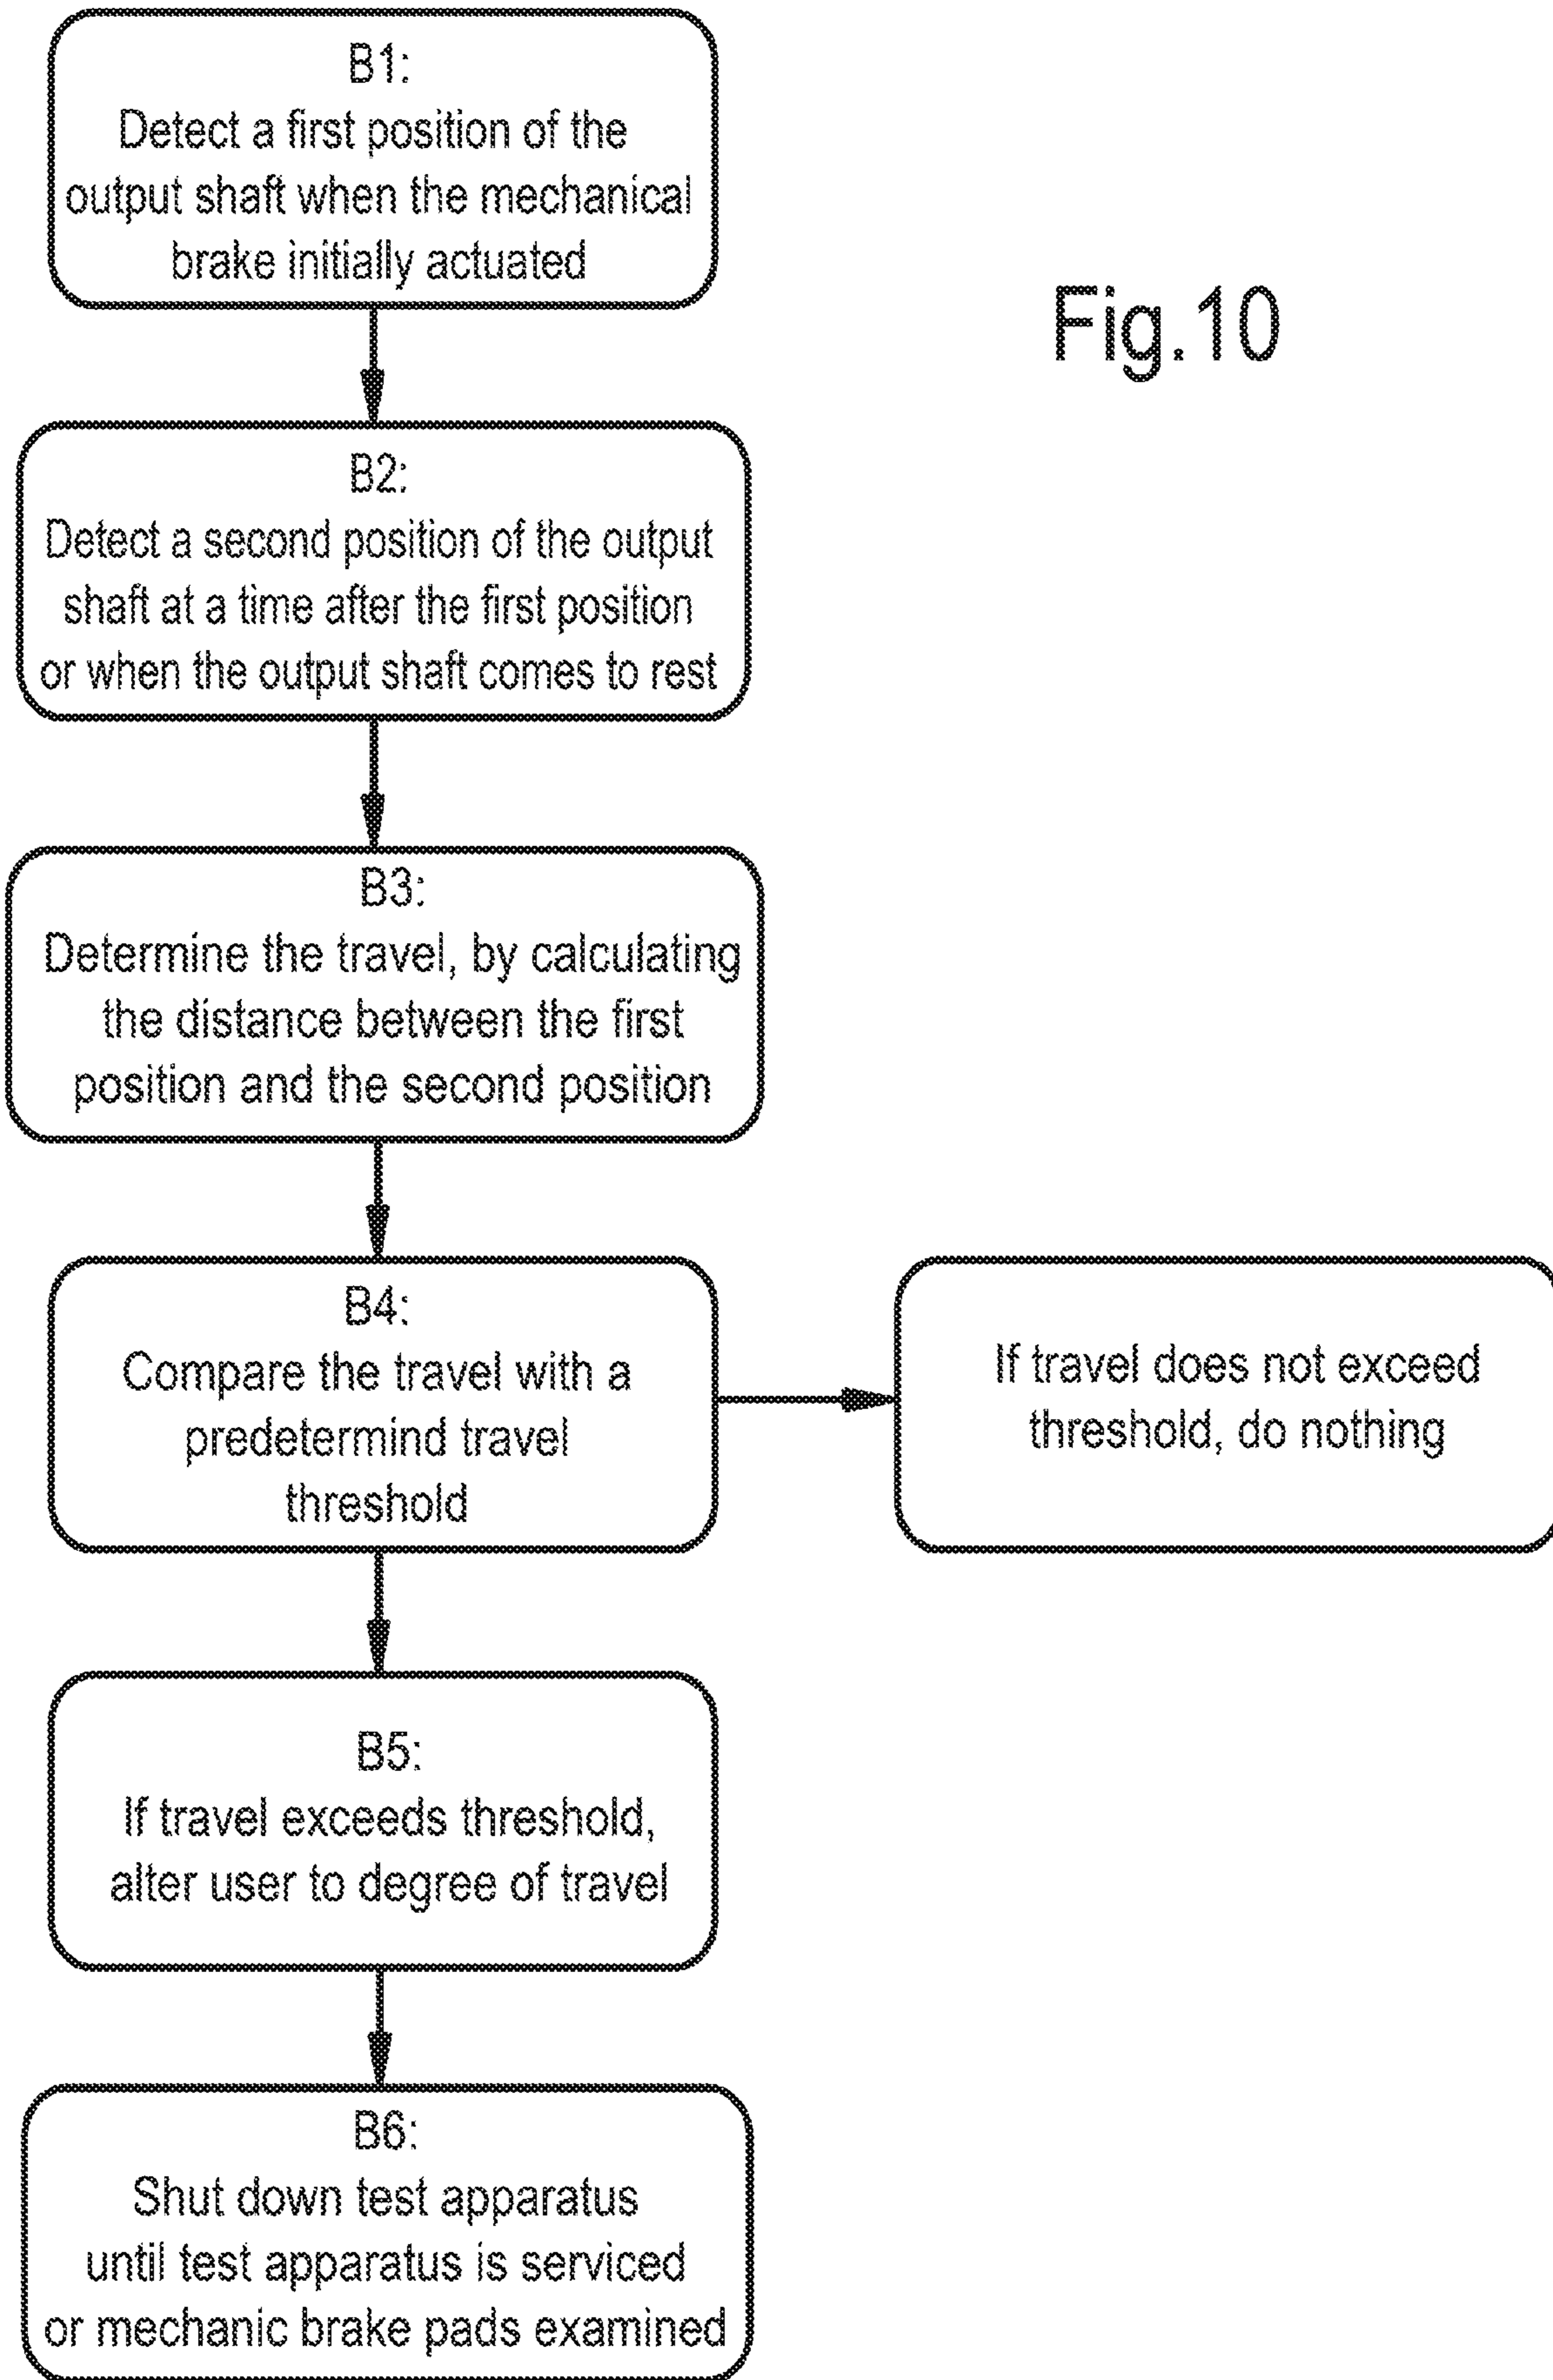 B1:
Detect a first position of the
output shaft when the mechanical
brake initially actuated
Fig.10
B2:
Detect a second position of the output
shaft at a time after the first position
or when the output shaft comes to rest
B3:
Determine the travel, by calculating
the distance between the first
position and the second position
B4:
Compare the travel with a
predetermind travel
threshold
If travel does not exceed
threshold, do nothing
B5:
If travel exceeds threshold,
alter user to degree of travel
B6:
Shut down test apparatus
until test apparatus is serviced
or mechanic brake pads examined